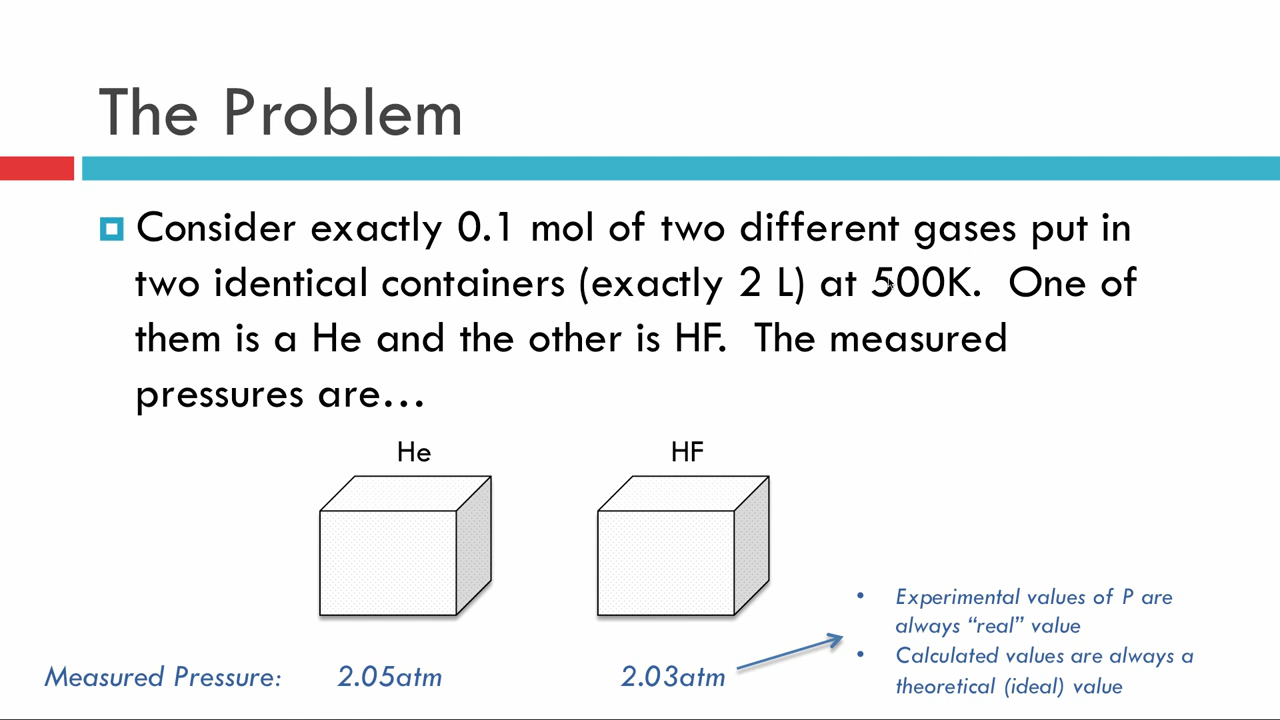 The Problem
Consider exactly 0.1 mol of two different gases put in
two identical containers (exactly 2 L) at 500K. One of
them is a He and the other is HF. The measured
pressures are…
He
HF
• Experimental values of P are
always “real” value
• Calculated values are always a
theoretical (ideal) value
Measured Pressure: 2.05atm 2.03atm